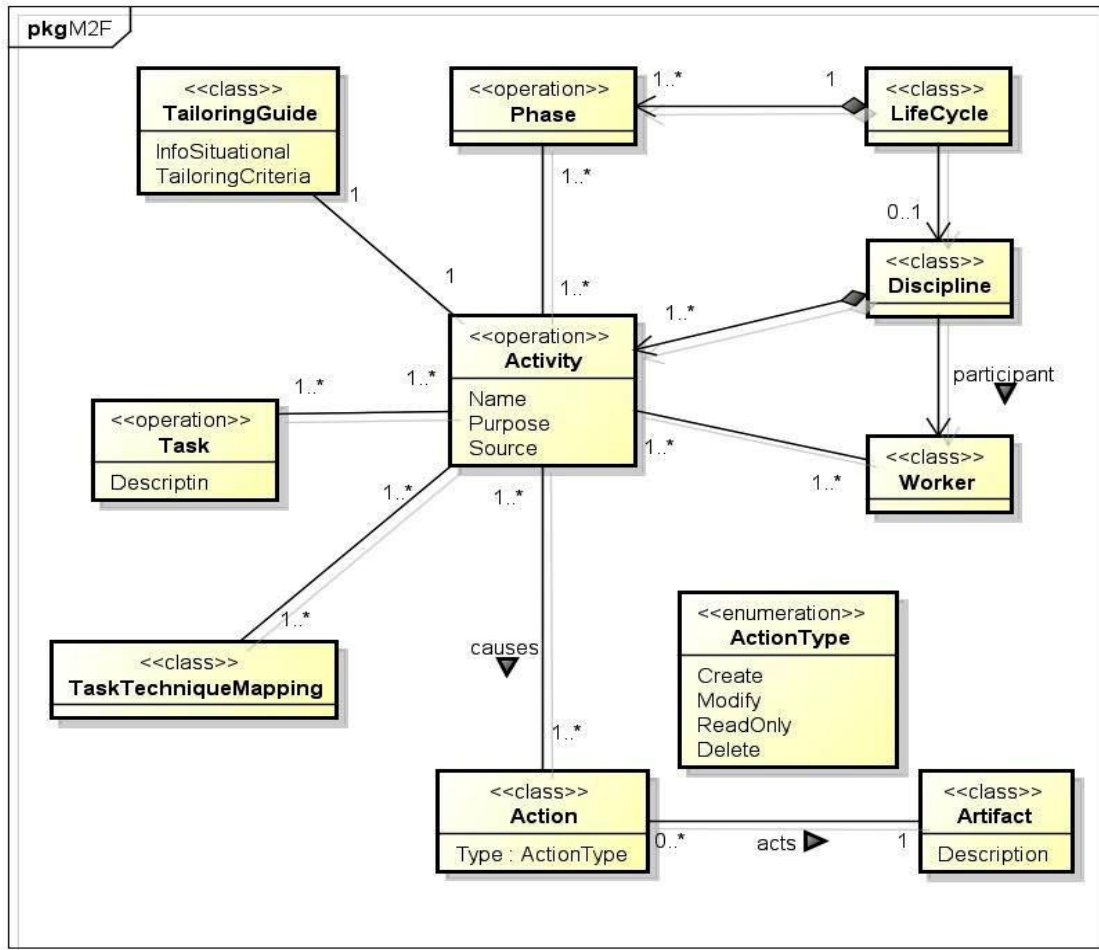 pkg M2F
<<class>>
TailoringGuide
InfoSituational
TailoringCriteria
1
1
<<operation>>
Phase
1..*
1
<<class>>
LifeCycle
1..*
1..*
0..1
<<class>>
Discipline
1..*
<<operation>>
Activity
Name
Purpose
Source
participant
1..*
1..*
<<operation>>
Task
Descriptin
1..*
1..*
<<class>>
Worker
1..*
1..*
<<class>>
TaskTechniqueMapping
1..*
causes
1..*
<<enumeration>>
ActionType
Create
Modify
ReadOnly
Delete
<<class>>
Action
Type : ActionType
0..*
acts
1
<<class>>
Artifact
Description